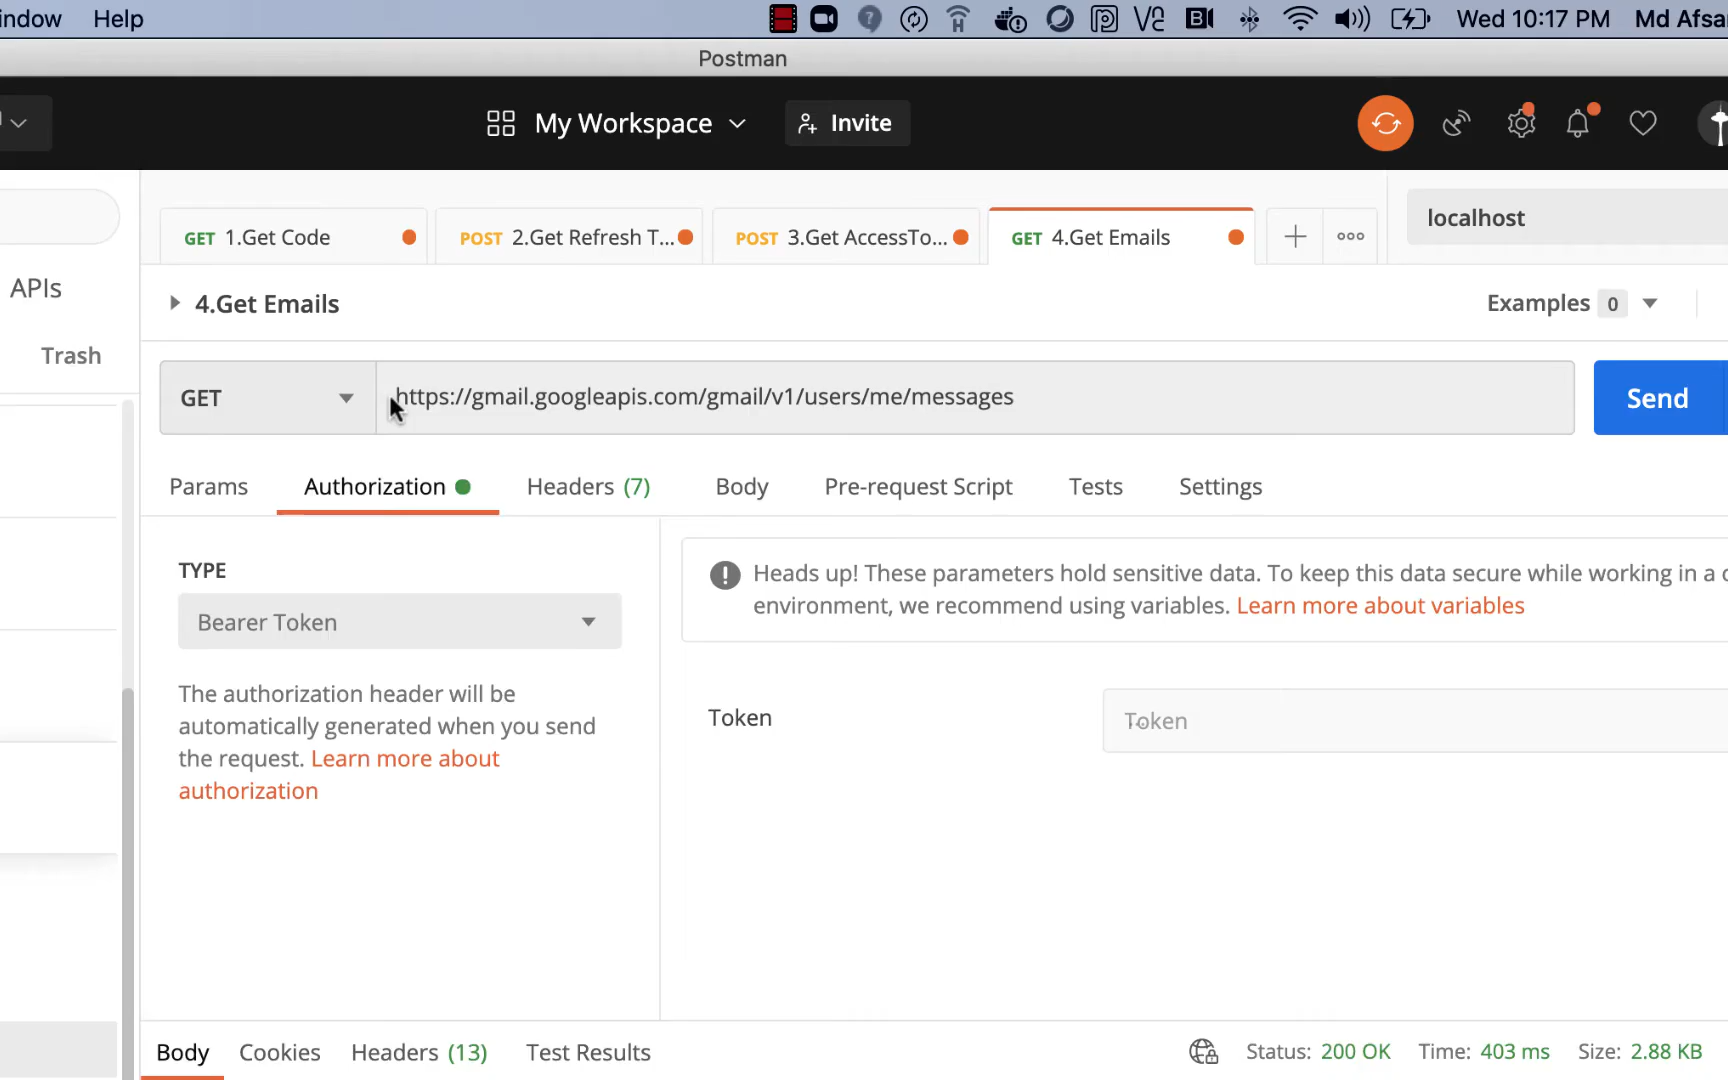 indow Help Wed 10:17 PM Md Afsa
Postman
My Workspace Invite
GET 1.Get Code POST 2.Get Refresh T... POST 3.Get AccessTo... GET 4.Get Emails localhost
APIs
4.Get Emails Examples 0
Trash
GET https://gmail.googleapis.com/gmail/v1/users/me/messages Send
Params Authorization Headers (7) Body Pre-request Script Tests Settings
TYPE
Bearer Token
The authorization header will be
automatically generated when you send
the request. Learn more about
authorization
Heads up! These parameters hold sensitive data. To keep this data secure while working in a c
environment, we recommend using variables. Learn more about variables
Token Token
Body Cookies Headers (13) Test Results Status: 200 OK Time: 403 ms Size: 2.88 KB